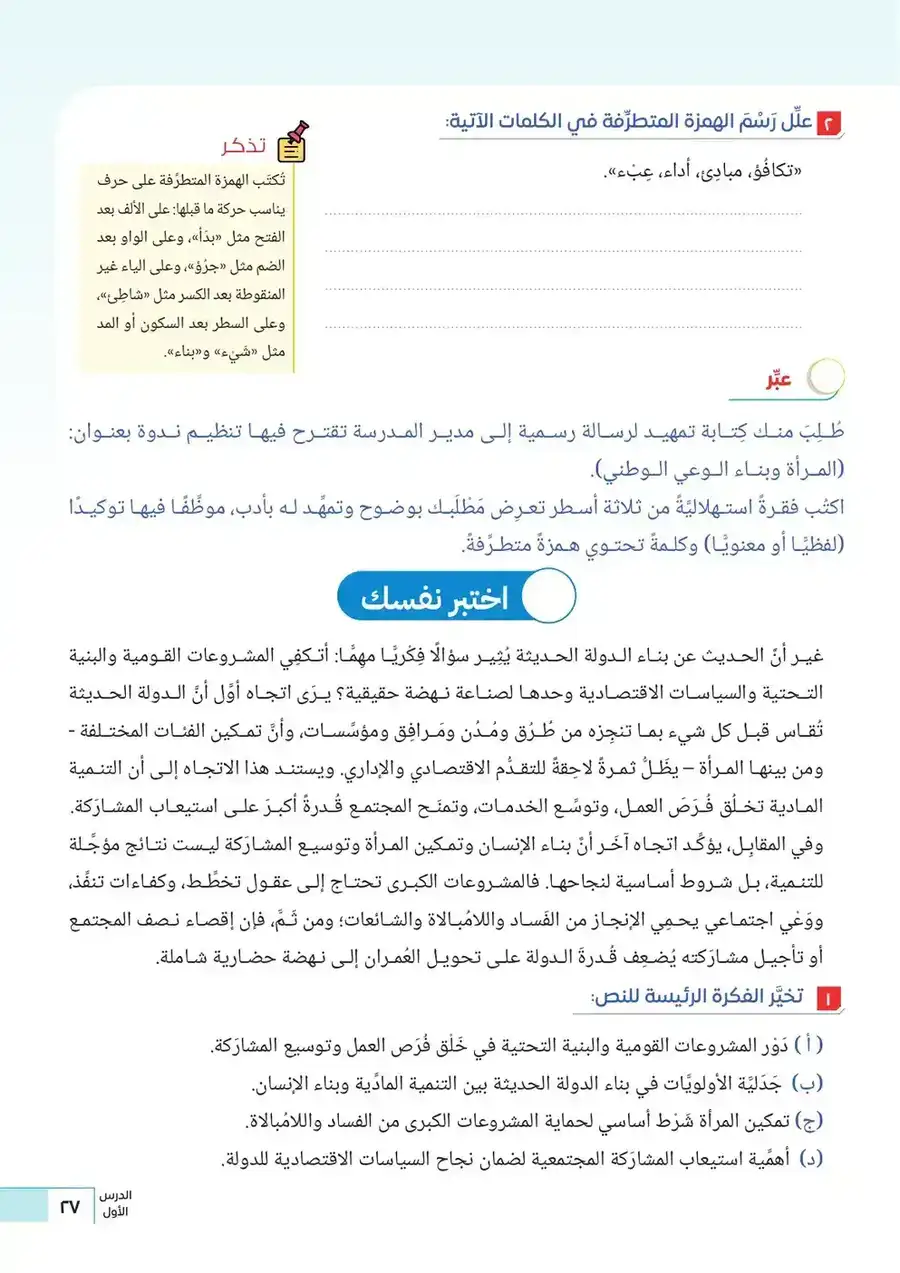 ٢ علِّل رَسْمَ الهمزة المتطرِّفة في الكلمات الآتية:
«تكافُؤ، مبادِئ، أداء، عِبْء».
تذكر
تُكتَب الهمزة المتطرِّفة على حرف
يناسب حركة ما قبلها: على الألف بعد
الفتح مثل «بدَأ»، وعلى الواو بعد
الضم مثل «جرُؤ»، وعلى الياء غير
المنقوطة بعد الكسر مثل «شاطِئ»،
وعلى السطر بعد السكون أو المد
مثل «شَيْء» و«بناء».
عبِّر
طُلِبَ منك كِتابة تمهيد لرسالة رسمية إلى مدير المدرسة تقترح فيها تنظيم ندوة بعنوان:
(المرأة وبناء الوعي الوطني).
اكتُب فقرةً استهلاليَّةً من ثلاثة أسطر تعرِض مَطْلَبك بوضوح وتمهِّد له بأدب، موظِّفًا فيها توكيدًا
(لفظيًّا أو معنويًّا) وكلمةً تحتوي همزةً متطرِّفةً.
اختبر نفسك
غير أنَّ الحديث عن بناء الدولة الحديثة يُثِير سؤالًا فِكْريًّا مهِمًّا: أتكفِي المشروعات القومية والبنية
التحتية والسياسات الاقتصادية وحدها لصناعة نهضة حقيقية؟ يرَى اتجاه أوَّل أنَّ الدولة الحديثة
تُقاس قبل كل شيء بما تنجِزه من طُرُق ومُدُن ومَرافِق ومؤسَّسات، وأنَّ تمكين الفئات المختلفة -
ومن بينها المرأة – يظَلُّ ثمرةً لاحقةً للتقدُّم الاقتصادي والإداري. ويستند هذا الاتجاه إلى أن التنمية
المادية تخلُق فُرَصَ العمل، وتوسِّع الخدمات، وتمنَح المجتمع قُدرةً أكبرَ على استيعاب المشارَكة.
وفي المقابِل، يؤكِّد اتجاه آخَر أنَّ بناء الإنسان وتمكين المرأة وتوسيع المشارَكة ليست نتائج مؤجَّلة
للتنمية، بل شروط أساسية لنجاحها. فالمشروعات الكبرى تحتاج إلى عقول تخطِّط، وكفاءات تنفِّذ،
ووَعْي اجتماعي يحمِي الإنجاز من الفَساد واللامُبالاة والشائعات؛ ومن ثَمَّ، فإن إقصاء نصف المجتمع
أو تأجيل مشارَكته يُضعِف قُدرةَ الدولة على تحويل العُمران إلى نهضة حضارية شاملة.
١ تخيَّر الفكرة الرئيسة للنص:
(أ) دَوْر المشروعات القومية والبنية التحتية في خَلْق فُرَص العمل وتوسيع المشارَكة.
(ب) جَدَليَّة الأولويَّات في بناء الدولة الحديثة بين التنمية المادِّية وبناء الإنسان.
(ج) تمكين المرأة شَرْط أساسي لحماية المشروعات الكبرى من الفساد واللامُبالاة.
(د) أهمِّية استيعاب المشارَكة المجتمعية لضمان نجاح السياسات الاقتصادية للدولة.
الدرس
الأول
٢٧